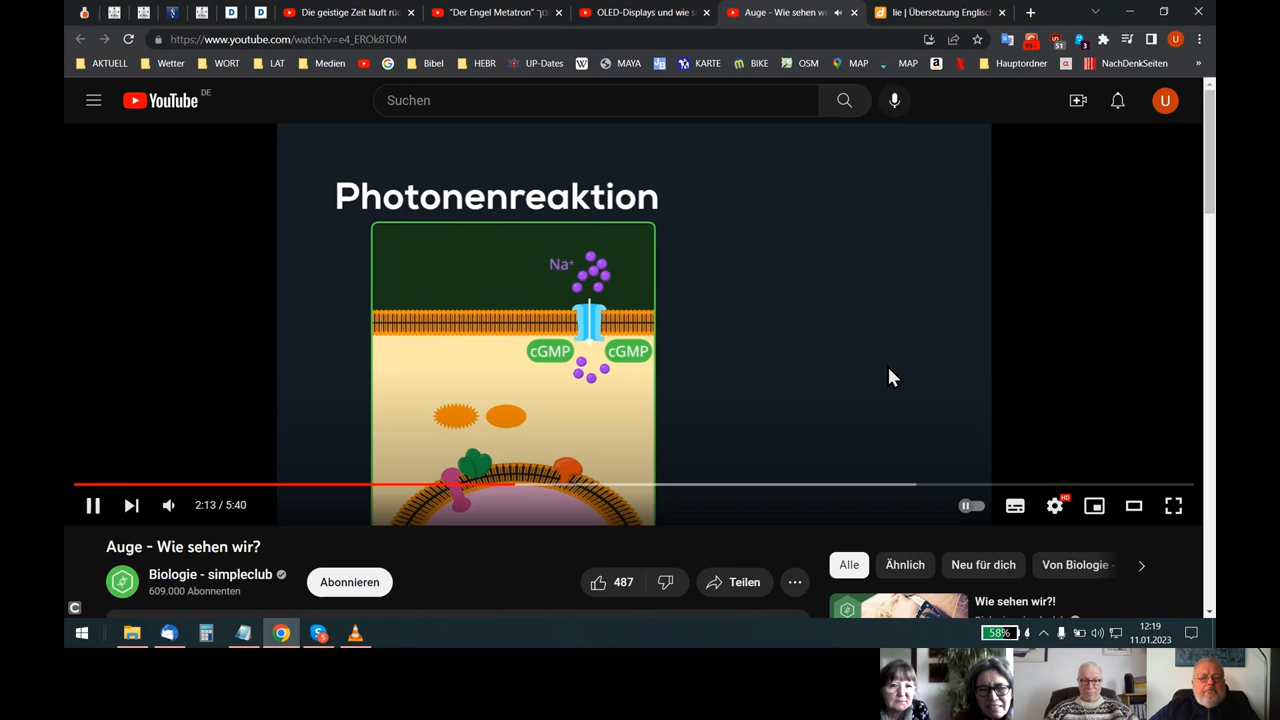 Die geistige Zeit läuft rüc
"Der Engel Metatron"
OLED-Displays und wie s
Auge - Wie sehen wir
lie | Übersetzung Englisc
https://www.youtube.com/watch?v=e4_EROk8TOM
AKTUELL
Wetter
WORT
LAT
Medien
Bibel
HEBR
UP-Dates
MAYA
KARTE
BIKE
OSM
MAP
MAP
Hauptordner
NachDenkSeiten
YouTube DE
Suchen
U
Photonenreaktion
Na+
cGMP
cGMP
2:13 / 5:40
HD
Auge - Wie sehen wir?
Biologie - simpleclub
609.000 Abonnenten
Abonnieren
487
Teilen
Alle
Ähnlich
Neu für dich
Von Biologie -
Wie sehen wir?!
58%
12:19
11.01.2023